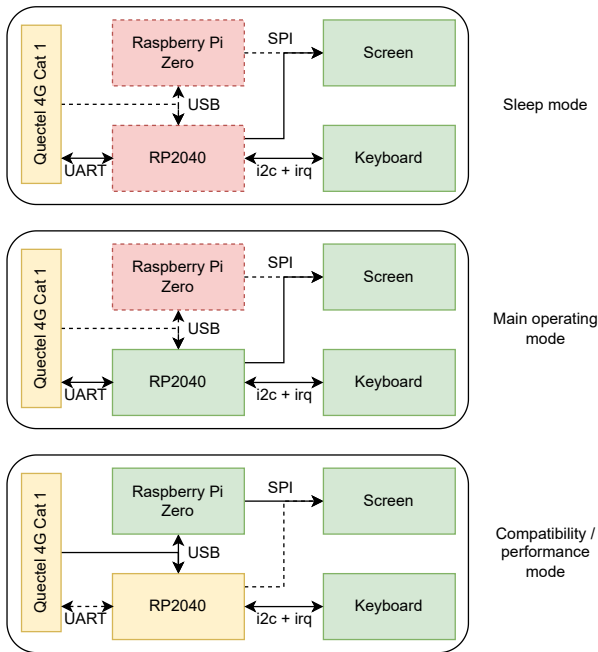 Quectel 4G Cat 1
Raspberry Pi
Zero
SPI
Screen
USB
Sleep mode
UART
RP2040
i2c + irq
Keyboard
Quectel 4G Cat 1
Raspberry Pi
Zero
SPI
Screen
USB
Main operating
mode
UART
RP2040
i2c + irq
Keyboard
Quectel 4G Cat 1
Raspberry Pi
Zero
SPI
Screen
USB
Compatibility /
performance
mode
UART
RP2040
i2c + irq
Keyboard